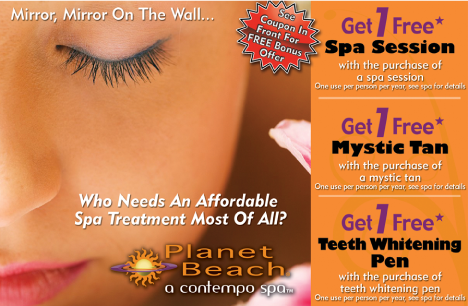 Mirror, Mirror On The Wall...
See
Coupon In
Front For
FREE Bonus
Offer
Who Needs An Affordable
Spa Treatment Most Of All?
Planet
Beach
a contempo spa™
Get 1 Free*
Spa Session
with the purchase of
a spa session
One use per person per year, see spa for details
Get 1 Free*
Mystic Tan
with the purchase of
a mystic tan
One use per person per year, see spa for details
Get 1 Free*
Teeth Whitening
Pen
with the purchase of
teeth whitening pen
One use per person per year, see spa for details